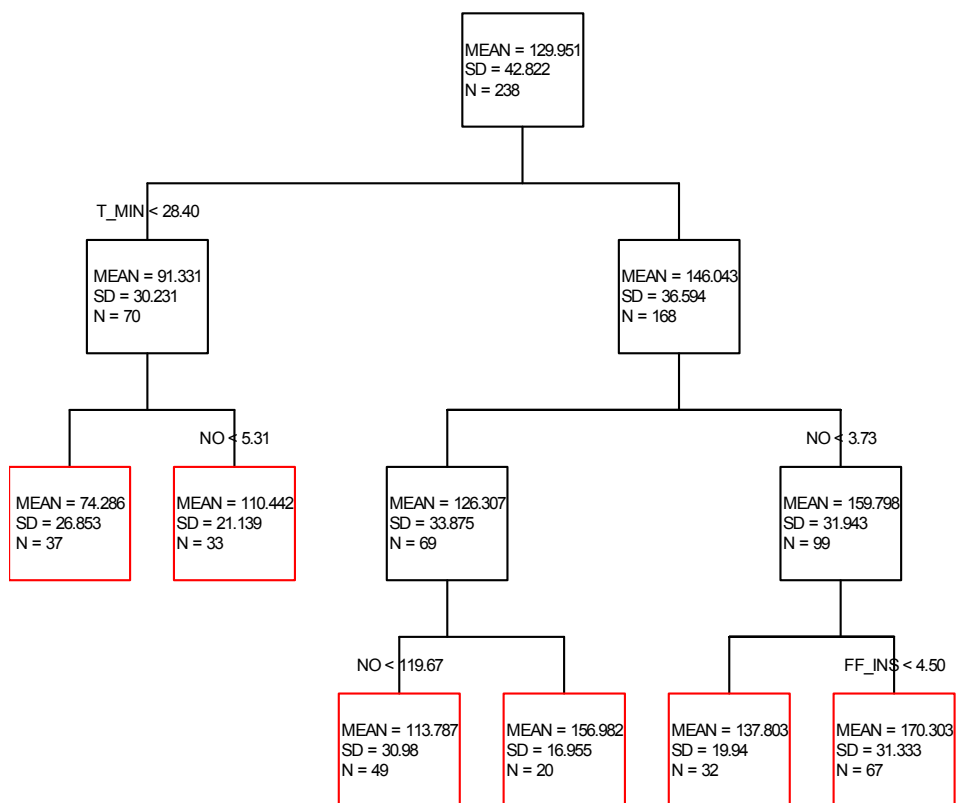 MEAN = 129.951
SD = 42.822
N = 238
T_MIN < 28.40
MEAN = 91.331
SD = 30.231
N = 70
MEAN = 146.043
SD = 36.594
N = 168
NO < 5.31
NO < 3.73
MEAN = 74.286
SD = 26.853
N = 37
MEAN = 110.442
SD = 21.139
N = 33
MEAN = 126.307
SD = 33.875
N = 69
MEAN = 159.798
SD = 31.943
N = 99
NO < 119.67
FF_INS < 4.50
MEAN = 113.787
SD = 30.98
N = 49
MEAN = 156.982
SD = 16.955
N = 20
MEAN = 137.803
SD = 19.94
N = 32
MEAN = 170.303
SD = 31.333
N = 67